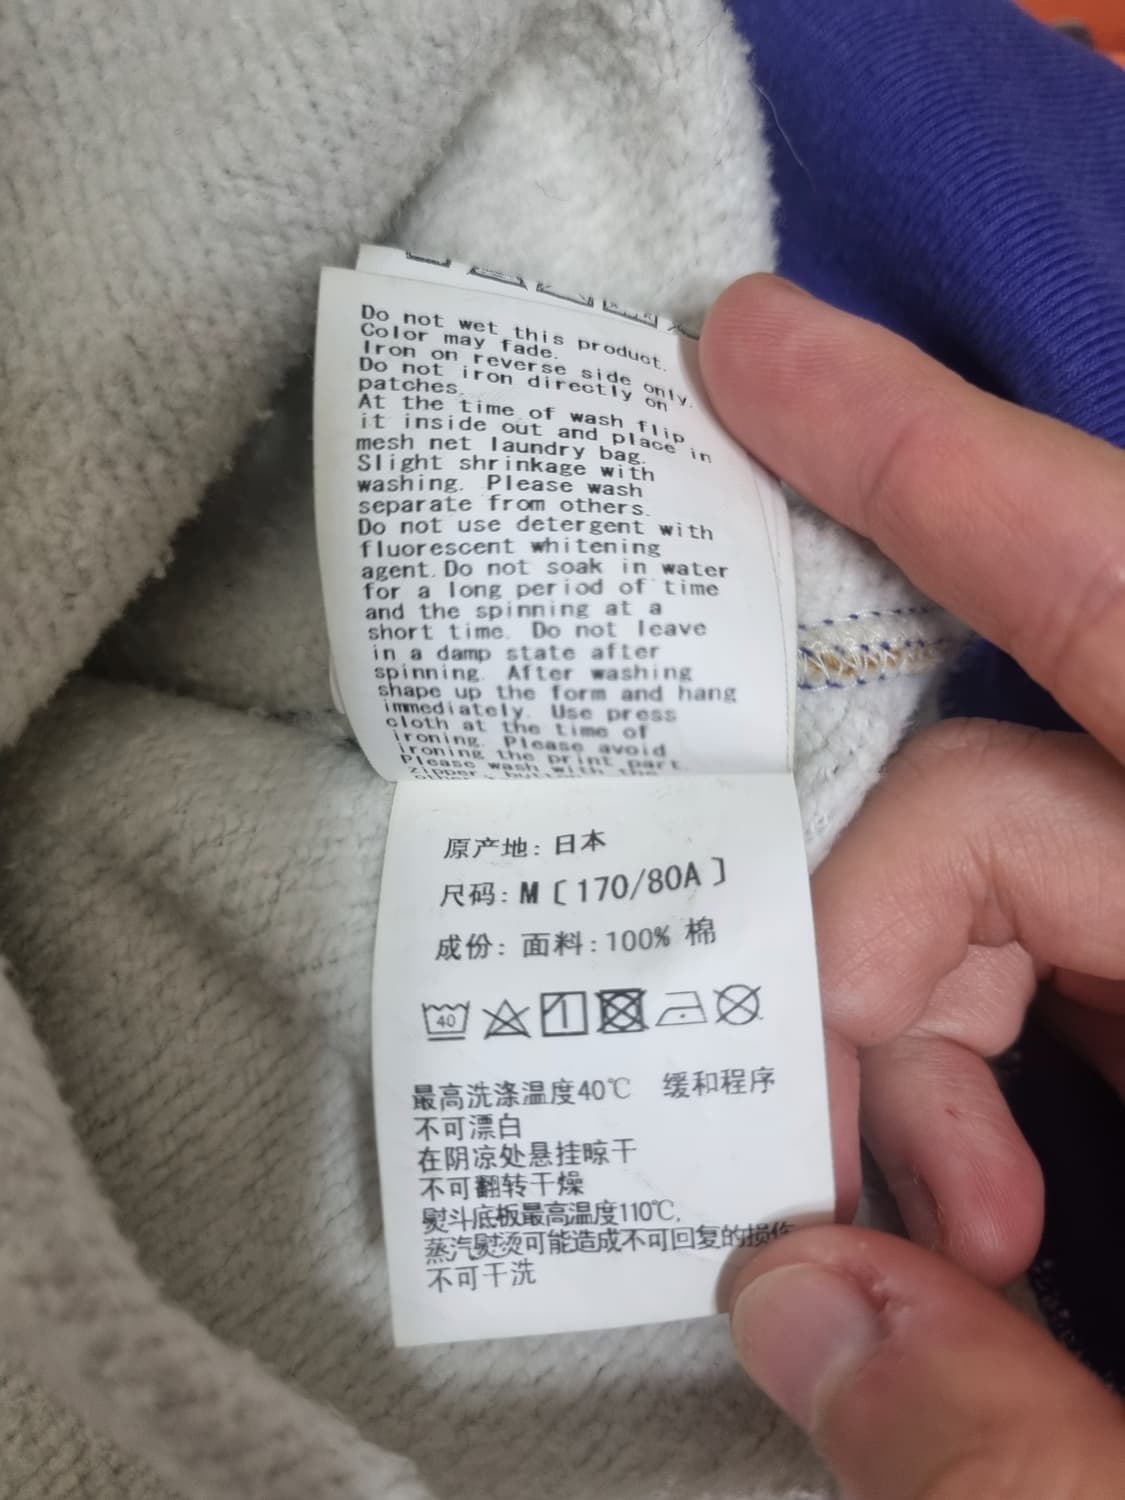 Do not wet this product.
Color may fade.
Iron on reverse side only.
Do not iron directly on
patches.
At the time of wash flip
it inside out and place in
mesh net laundry bag.
Slight shrinkage with
washing. Please wash
separate from others.
Do not use detergent with
fluorescent whitening
agent. Do not soak in water
for a long period of time
and the spinning at a
short time. Do not leave
in a damp state after
spinning. After washing
shape up the form and hang
immediately. Use press
cloth at the time of
ironing. Please avoid
ironing the print part.
Please wash with the
zipper, button
原产地: 日本
尺码: M〔170/80A〕
成份: 面料: 100% 棉
40
最高洗涤温度40℃ 缓和程序
不可漂白
在阴凉处悬挂晾干
不可翻转干燥
熨斗底板最高温度110℃,
蒸汽熨烫可能造成不可回复的损伤
不可干洗